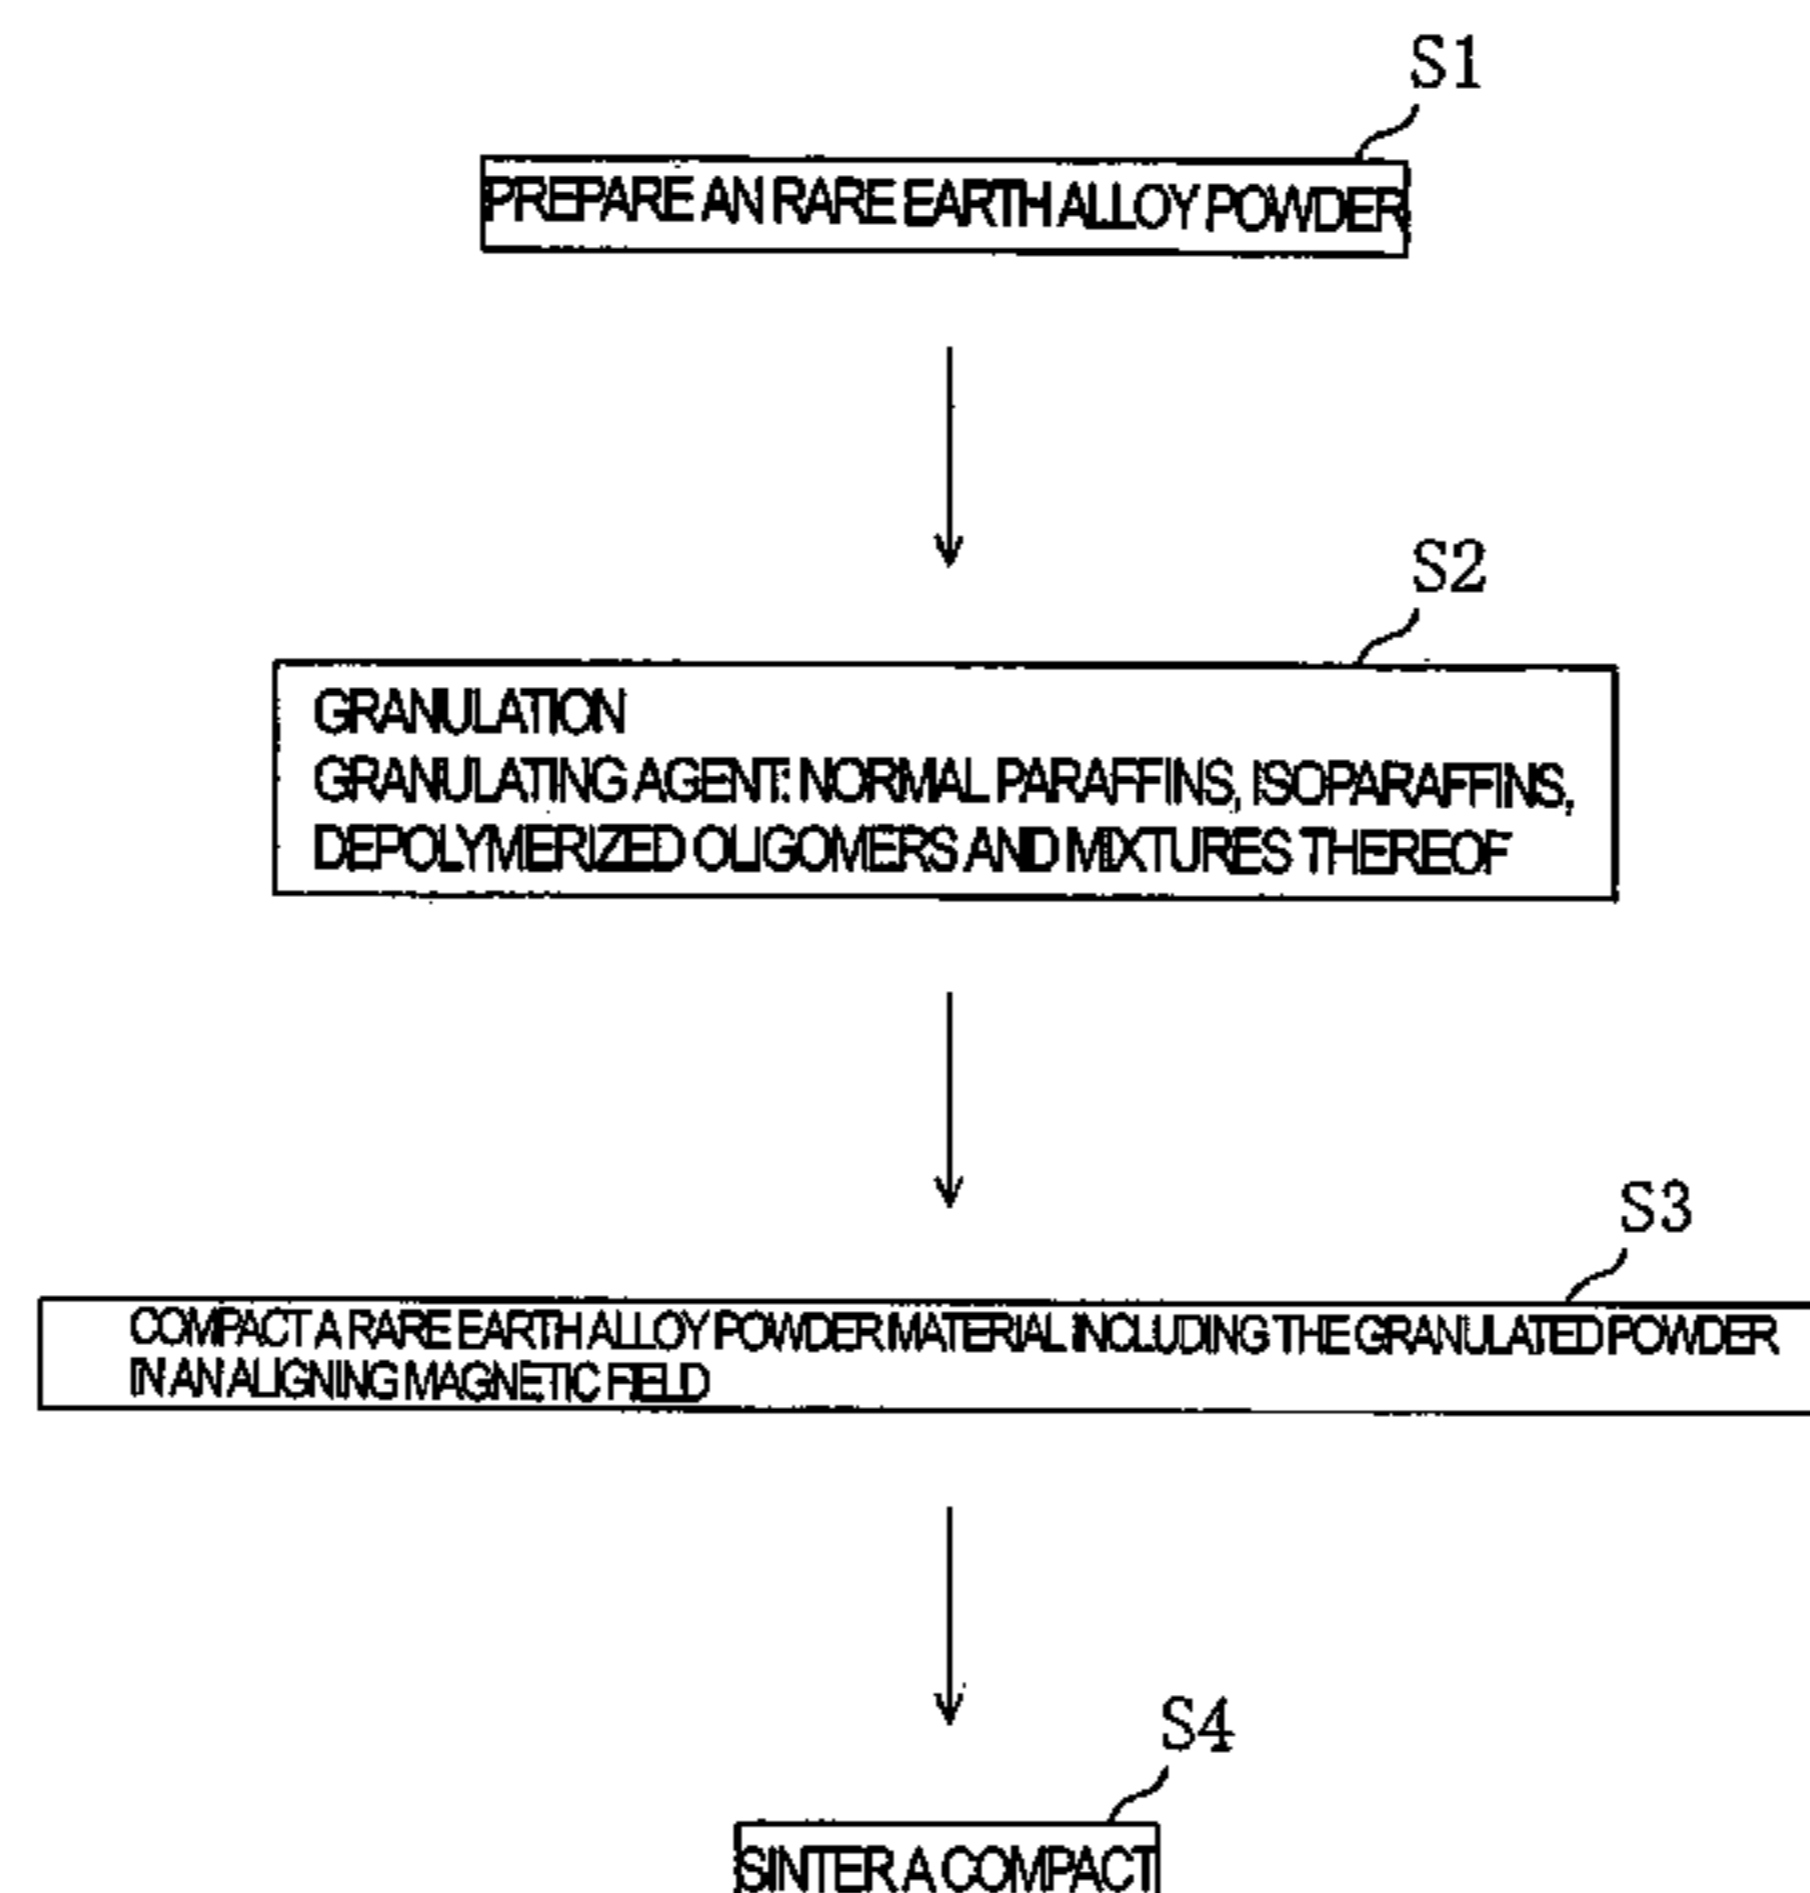 S1
PREPARE AN RARE EARTH ALLOY POWDER
S2
GRANULATION
GRANULATING AGENT: NORMAL PARAFFINS, ISOPARAFFINS,
DEPOLYMERIZED OLIGOMERS AND MIXTURES THEREOF
S3
COMPACT A RARE EARTH ALLOY POWDER MATERIAL INCLUDING THE GRANULATED POWDER
IN AN ALIGNING MAGNETIC FIELD
S4
SINTER A COMPACT